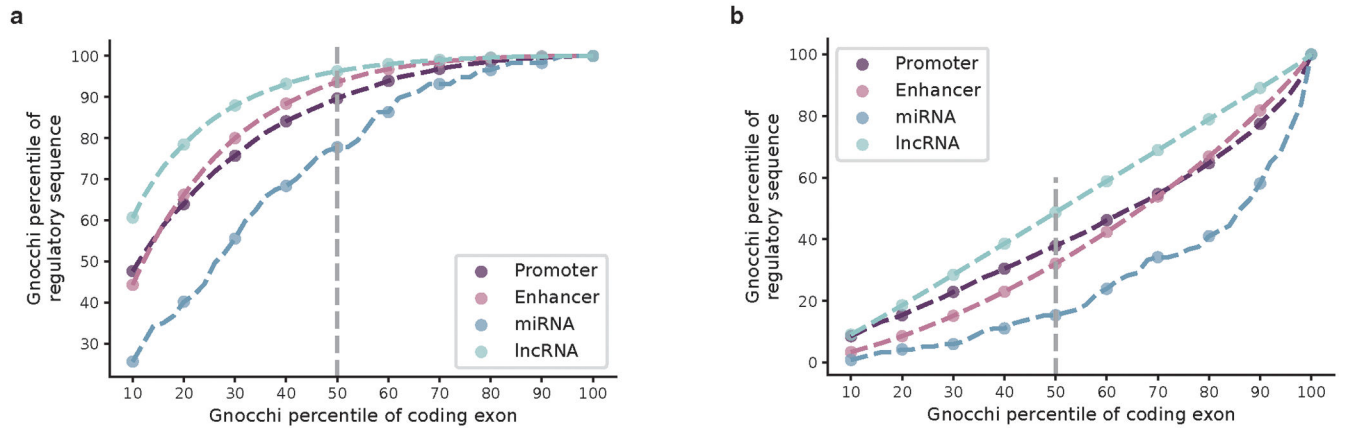 a
Gnocchi percentile of
regulatory sequence
100
90
80
70
60
50
40
30
Promoter
Enhancer
miRNA
lncRNA
10 20 30 40 50 60 70 80 90 100
Gnocchi percentile of coding exon
b
Gnocchi percentile of
regulatory sequence
100
80
60
40
20
0
Promoter
Enhancer
miRNA
lncRNA
10 20 30 40 50 60 70 80 90 100
Gnocchi percentile of coding exon